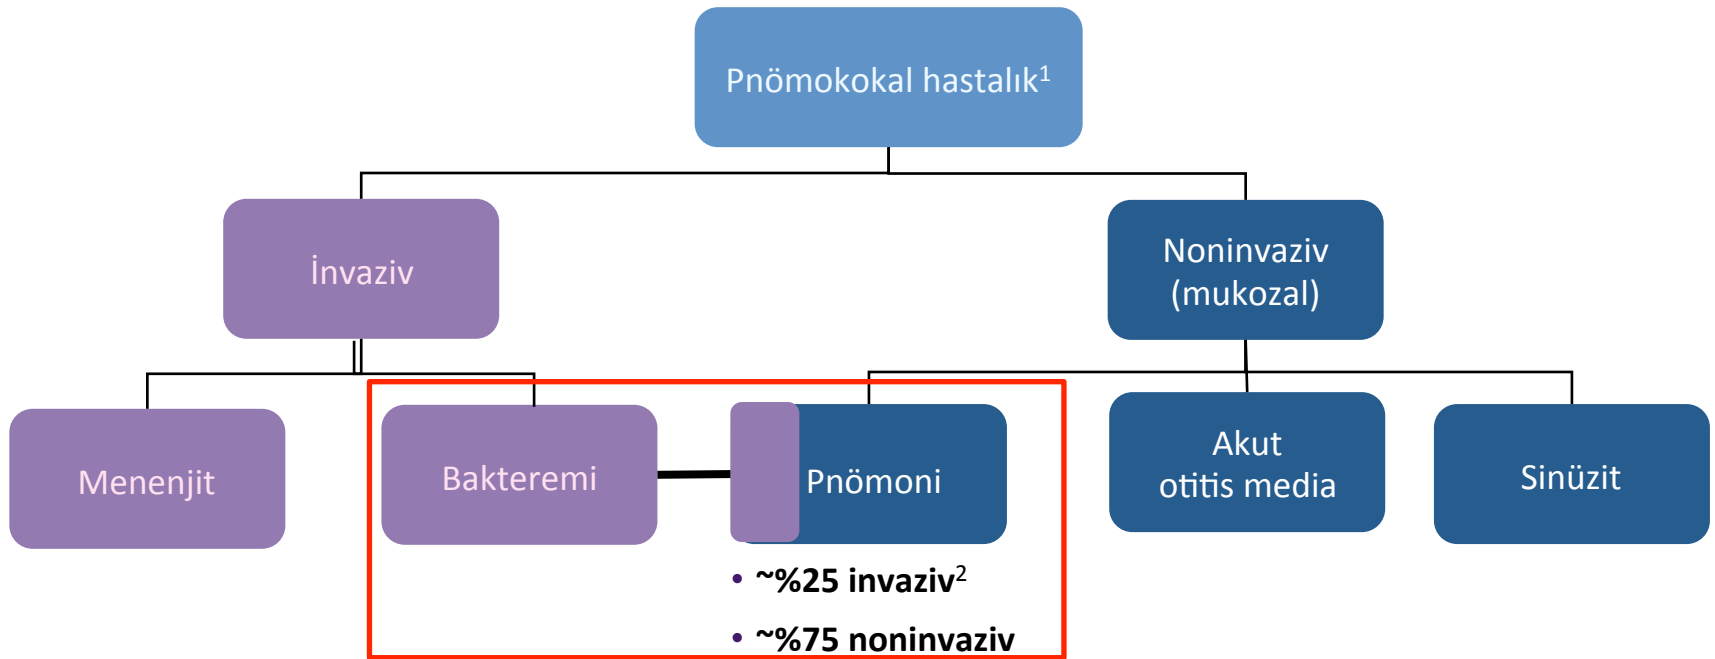 Pnömokokal hastalık¹
İnvaziv
Noninvaziv
(mukozal)
Menenjit
Bakteremi
Pnömoni
Akut
otitis media
Sinüzit
• ~%25 invaziv²
• ~%75 noninvaziv